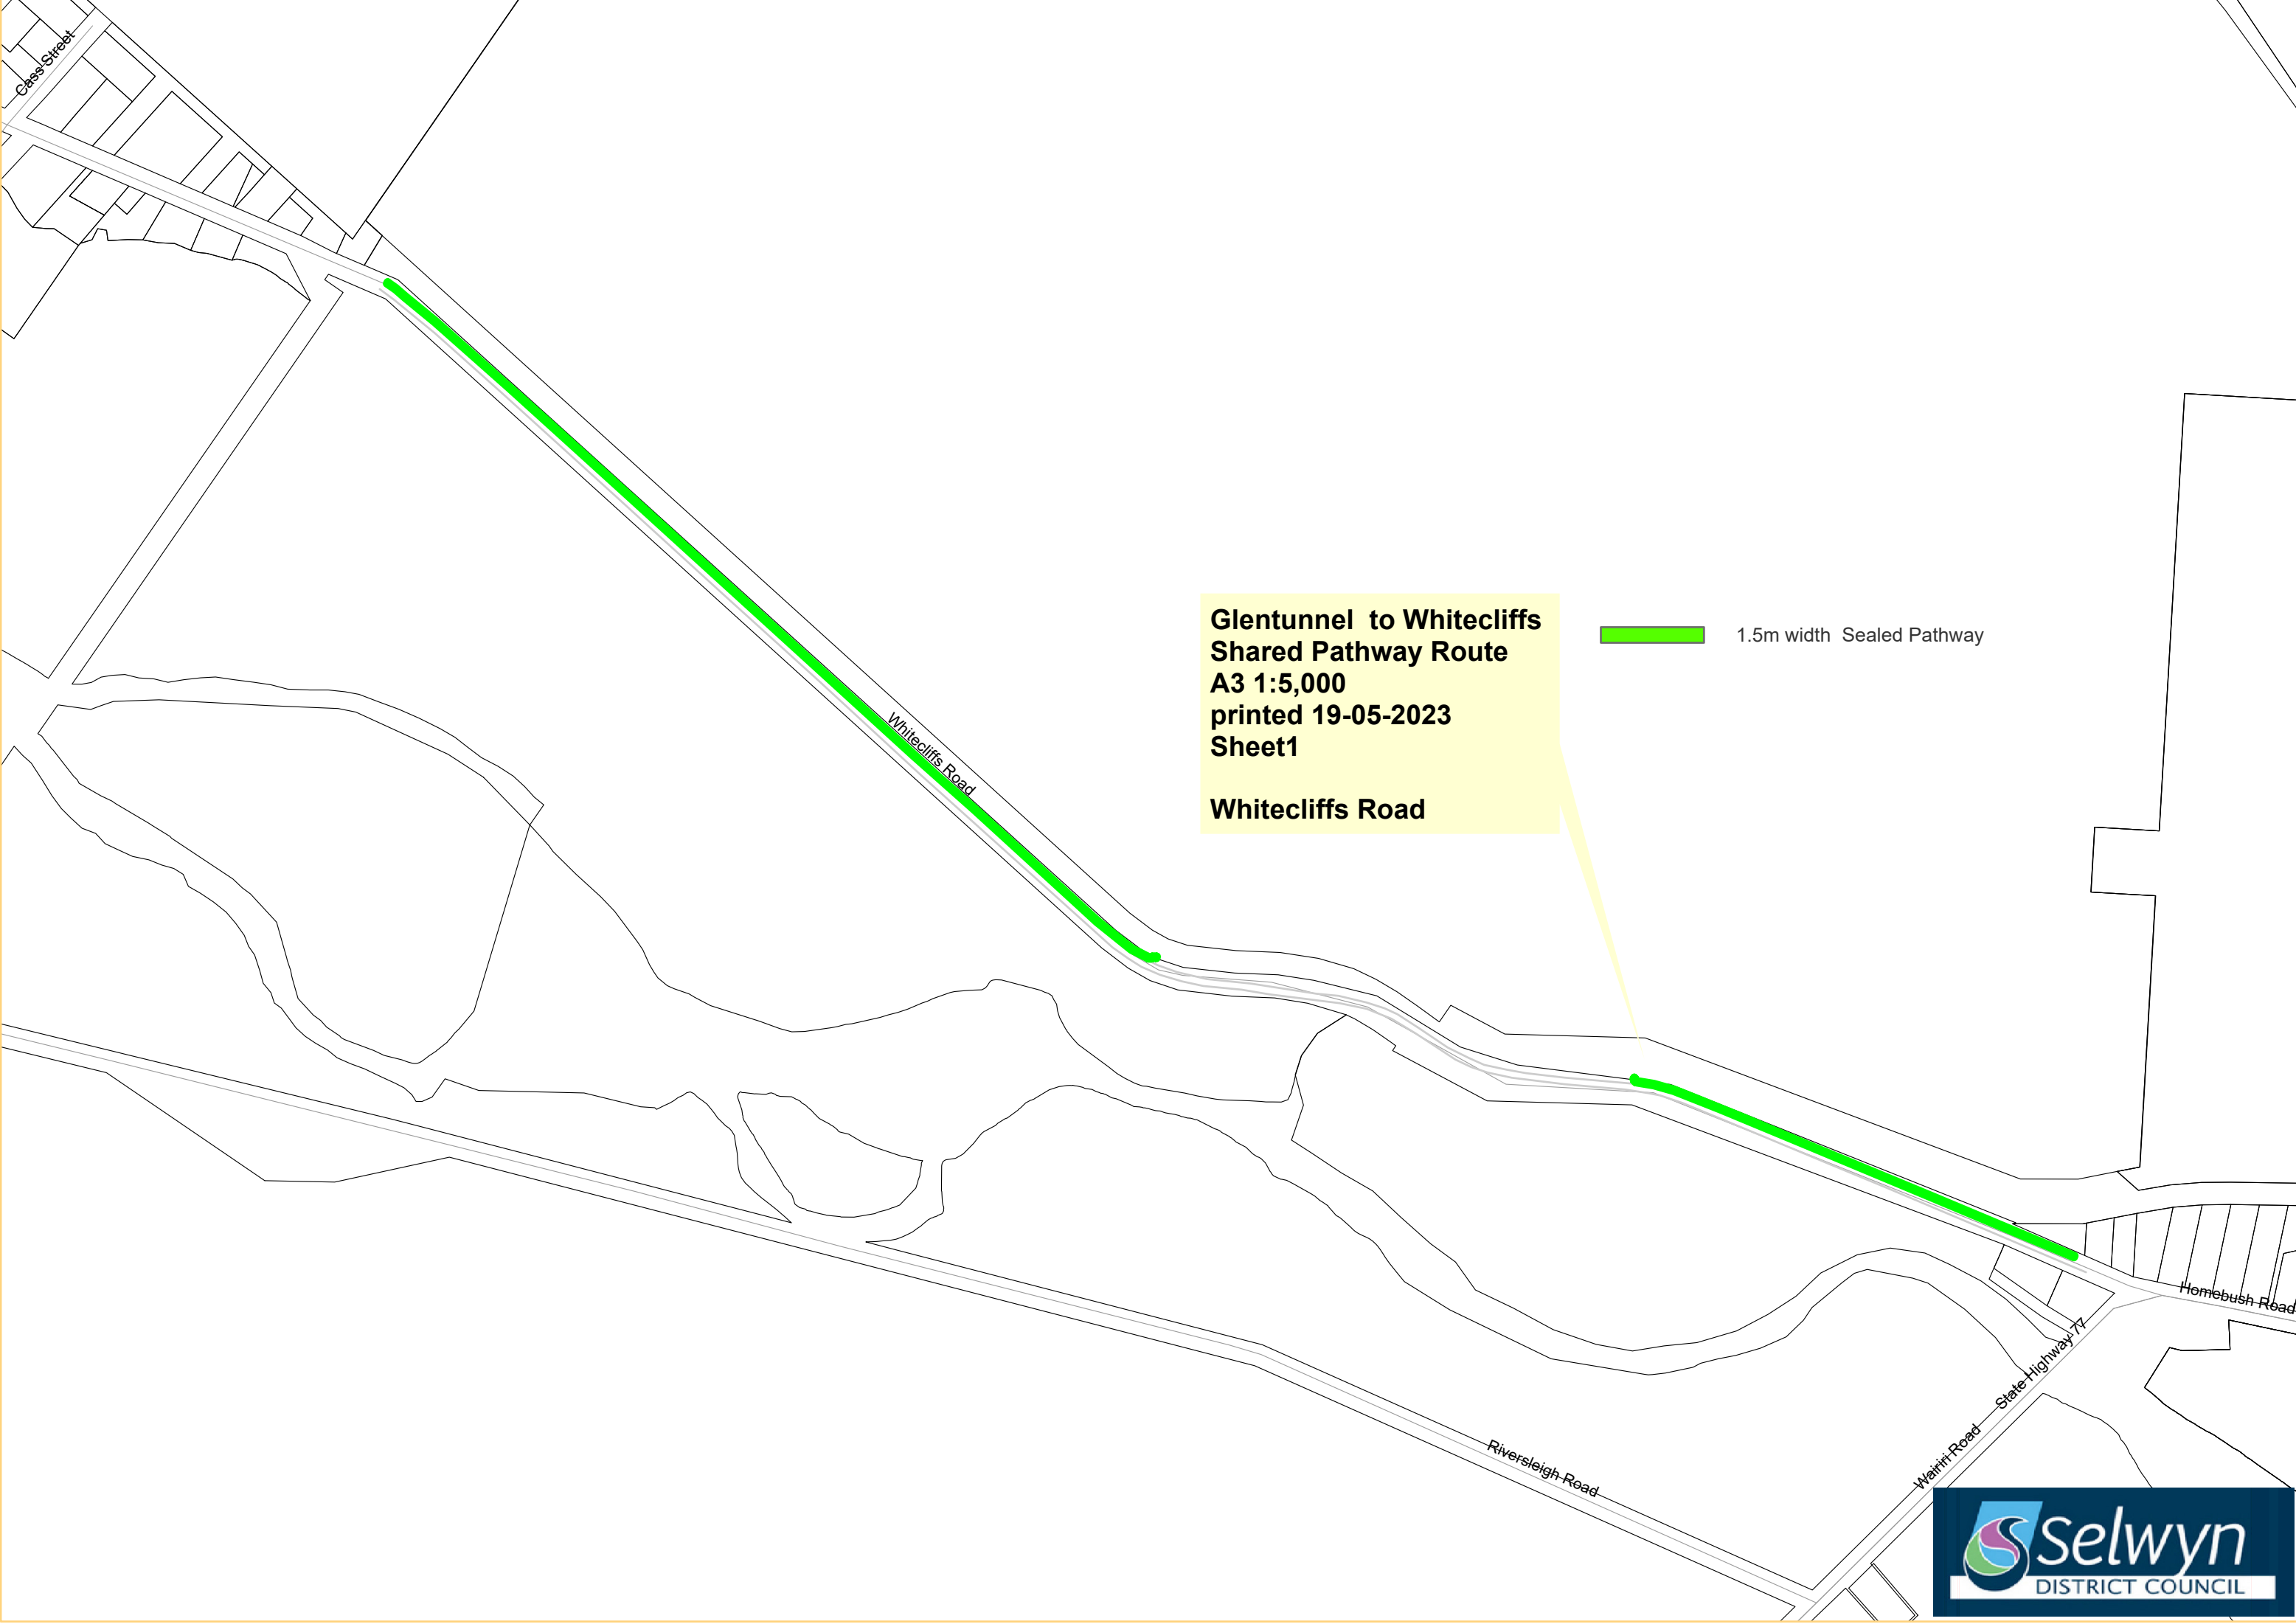 Cass Street
Glentunnel  to Whitecliffs
Shared Pathway Route
A3 1:5,000
printed 19-05-2023
Sheet1
Whitecliffs Road
1.5m width  Sealed Pathway
Whitecliffs Road
Homebush Road
State Highway 77
Wairiri Road
Riversleigh Road
Selwyn
DISTRICT COUNCIL